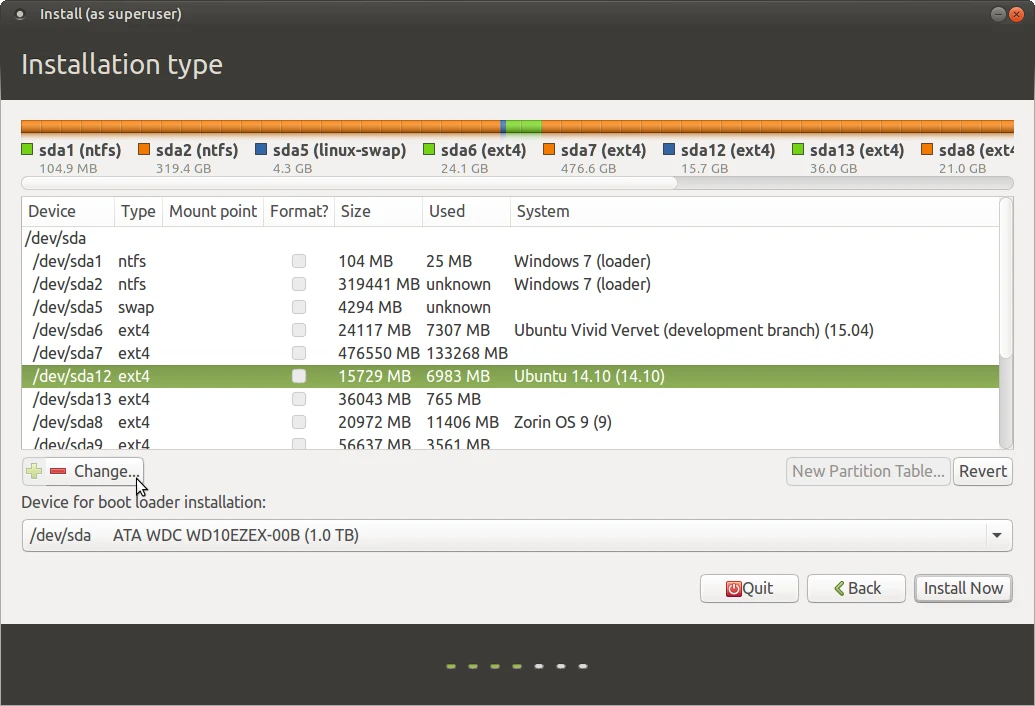 Install (as superuser)
Installation type
sda1 (ntfs) sda2 (ntfs) sda5 (linux-swap) sda6 (ext4) sda7 (ext4) sda12 (ext4) sda13 (ext4) sda8 (ext4
104.9 MB 319.4 GB 4.3 GB 24.1 GB 476.6 GB 15.7 GB 36.0 GB 21.0 GB
Device Type Mount point Format? Size Used System
/dev/sda
/dev/sda1 ntfs 104 MB 25 MB Windows 7 (loader)
/dev/sda2 ntfs 319441 MB unknown Windows 7 (loader)
/dev/sda5 swap 4294 MB unknown
/dev/sda6 ext4 24117 MB 7307 MB Ubuntu Vivid Vervet (development branch) (15.04)
/dev/sda7 ext4 476550 MB 133268 MB
/dev/sda12 ext4 15729 MB 6983 MB Ubuntu 14.10 (14.10)
/dev/sda13 ext4 36043 MB 765 MB
/dev/sda8 ext4 20972 MB 11406 MB Zorin OS 9 (9)
/dev/sda9 ext4 56637 MB 3561 MB
Change... New Partition Table... Revert
Device for boot loader installation:
/dev/sda ATA WDC WD10EZEX-00B (1.0 TB)
Quit Back Install Now